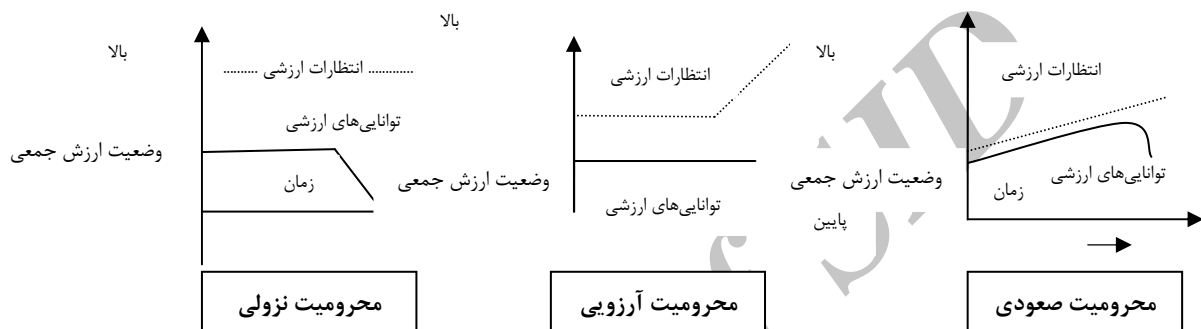 بالا
انتظارات ارزشی
توانایی‌های ارزشی
وضعیت ارزش جمعی
زمان
محرومیت نزولی
بالا
انتظارات ارزشی
وضعیت ارزش جمعی
توانایی‌های ارزشی
محرومیت آرزویی
بالا
انتظارات ارزشی
وضعیت ارزش جمعی
توانایی‌های ارزشی
زمان
پایین
محرومیت صعودی